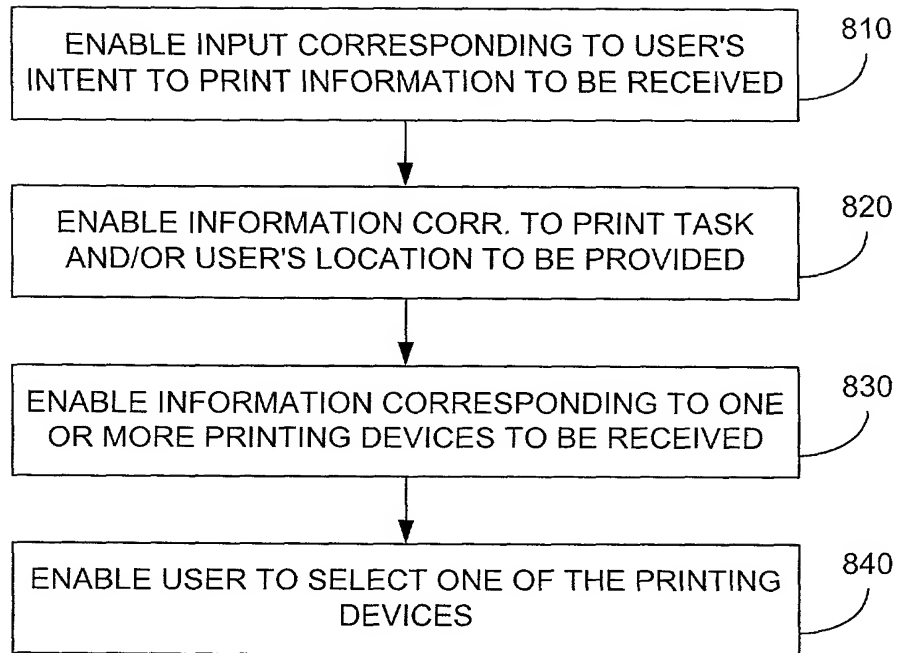 ENABLE INPUT CORRESPONDING TO USER'S
INTENT TO PRINT INFORMATION TO BE RECEIVED
810
ENABLE INFORMATION CORR. TO PRINT TASK
AND/OR USER'S LOCATION TO BE PROVIDED
820
ENABLE INFORMATION CORRESPONDING TO ONE
OR MORE PRINTING DEVICES TO BE RECEIVED
830
ENABLE USER TO SELECT ONE OF THE PRINTING
DEVICES
840